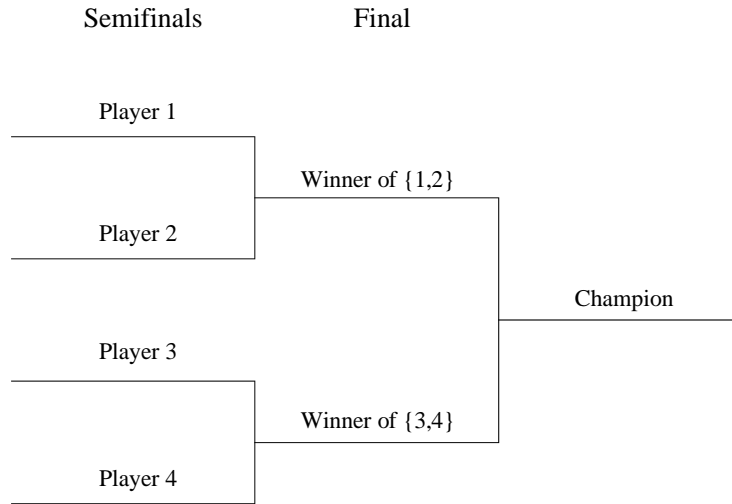 Semifinals Final
Player 1
Winner of {1,2}
Player 2
Champion
Player 3
Winner of {3,4}
Player 4